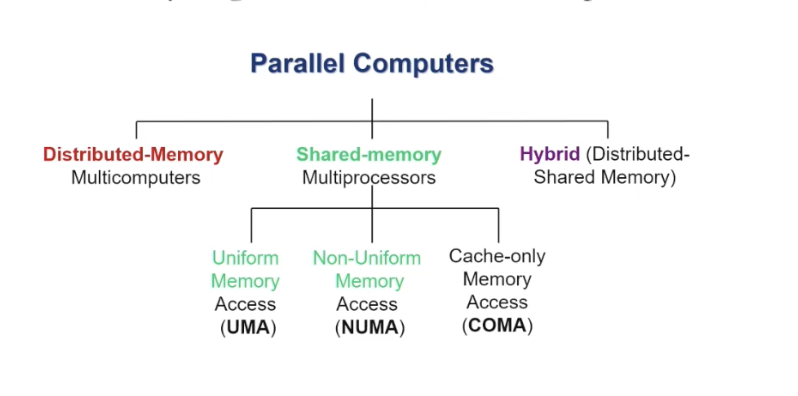 Parallel Computers
Distributed-Memory
Multicomputers
Shared-memory
Multiprocessors
Hybrid (Distributed-
Shared Memory)
Uniform
Memory
Access
(UMA)
Non-Uniform
Memory
Access
(NUMA)
Cache-only
Memory
Access
(COMA)